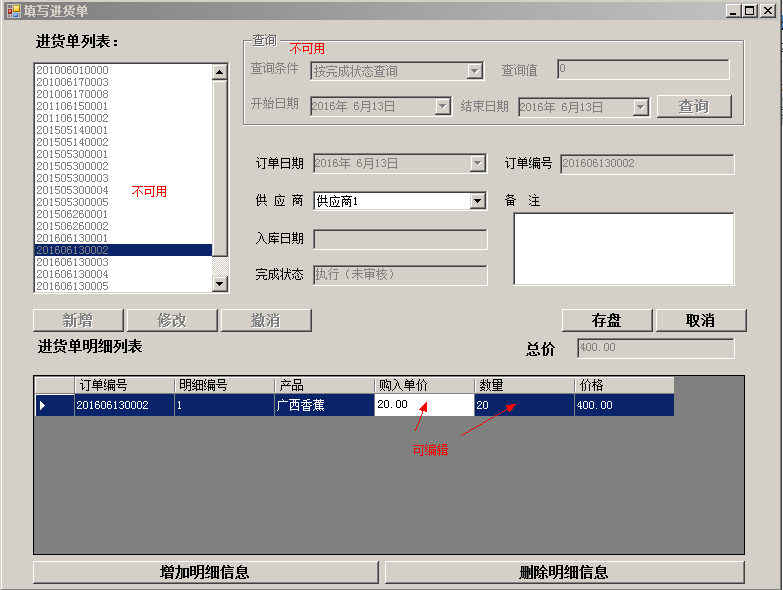 填写进货单
进货单列表：
201006010000
201006170003
201006170008
201106150001
201106150002
201505140001
201505140002
201505300001
201505300002
201505300003
201505300004
201505300005
201506260001
201506260002
201606130001
201606130002
201606130003
201606130004
201606130005
不可用
查询
不可用
查询条件 按完成状态查询 查询值 0
开始日期 2016年 6月13日 结束日期 2016年 6月13日 查询
订单日期 2016年 6月13日 订单编号 201606130002
供 应 商 供应商1 备 注
入库日期
完成状态 执行（未审核）
新增 修改 撤消 存盘 取消
进货单明细列表 总价 400.00
订单编号 明细编号 产品 购入单价 数量 价格
201606130002 1 广西香蕉 20.00 20 400.00
可编辑
增加明细信息 删除明细信息